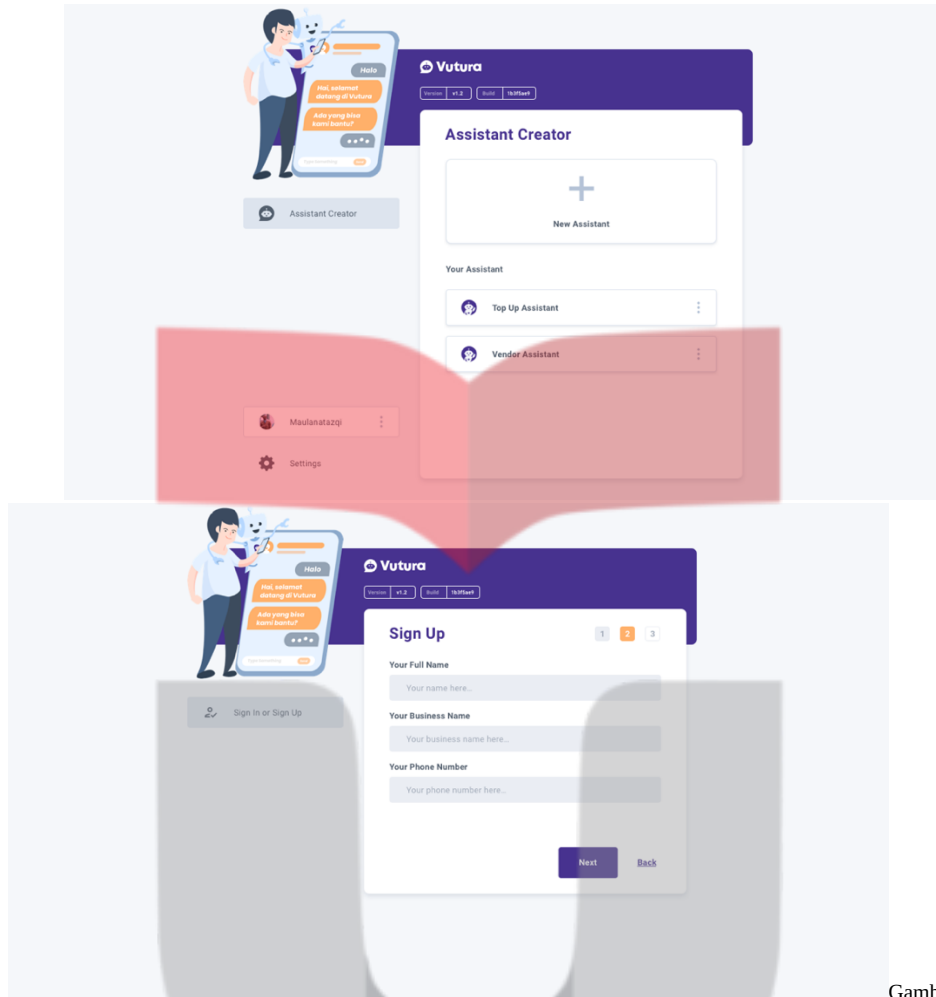 Halo
Hai, selamat
datang di Vutura
Ada yang bisa
kami bantu?
Vutura
Version v1.2 Build 1b3f5ae9
Assistant Creator
Assistant Creator
New Assistant
Your Assistant
Top Up Assistant
Vendor Assistant
Maulanatazqi
Settings
Halo
Hai, selamat
datang di Vutura
Ada yang bisa
kami bantu?
Vutura
Version v1.2 Build 1b3f5ae9
Sign In or Sign Up
Sign Up
1 2 3
Your Full Name
Your name here..
Your Business Name
Your business name here..
Your Phone Number
Your phone number here..
Next Back